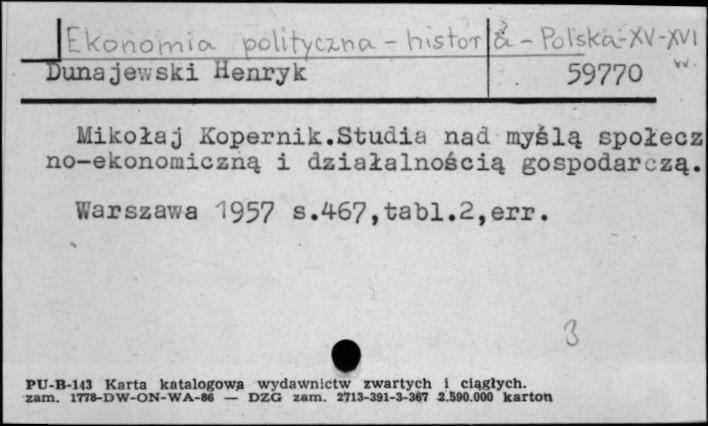 Ekonomia polityczna - historia - Polska - XV-XVI w.
Dunajewski Henryk 59770
Mikołaj Kopernik.Studia nad myślą społecz
no-ekonomiczną i działalnością gospodarczą.
Warszawa 1957 s.467,tabl.2,err.
3
PU-B-143 Karta katalogowa wydawnictw zwartych i ciągłych.
zam. 1778-DW-ON-WA-86 — DZG zam. 2713-391-3-367 2.590.000 karton